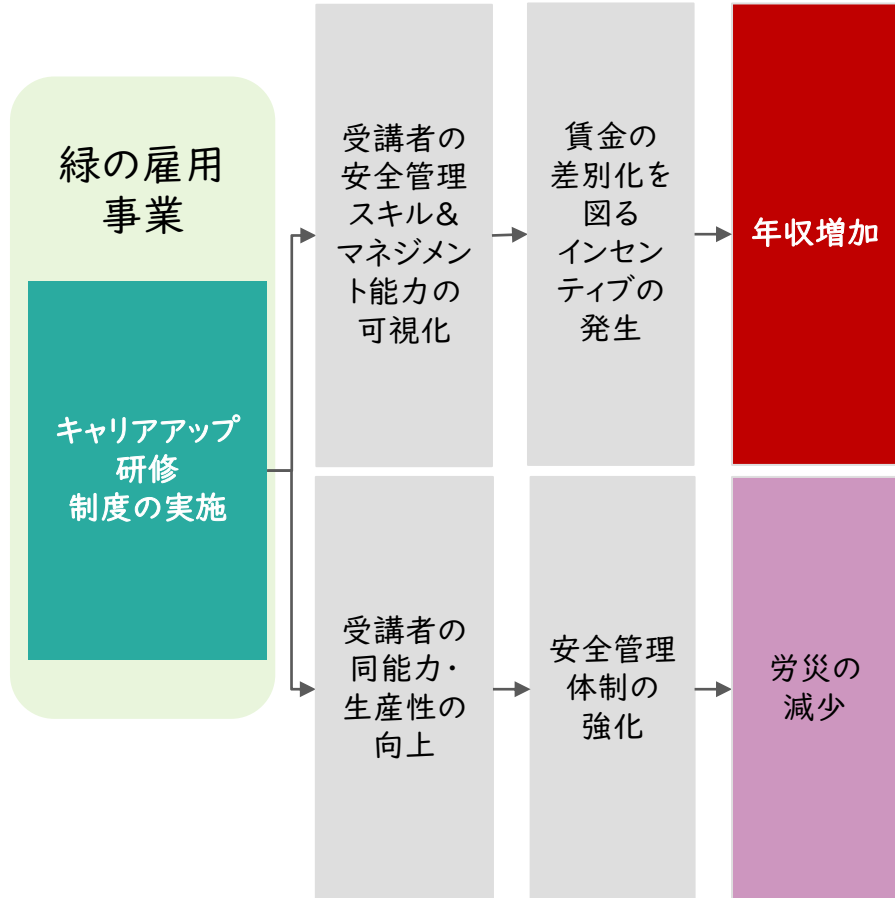 緑の雇用
事業
キャリアアップ
研修
制度の実施
受講者の
安全管理
スキル&
マネジメン
ト能力の
可視化
賃金の
差別化を
図る
インセン
ティブの
発生
年収増加
受講者の
同能力・
生産性の
向上
安全管理
体制の
強化
労災の
減少